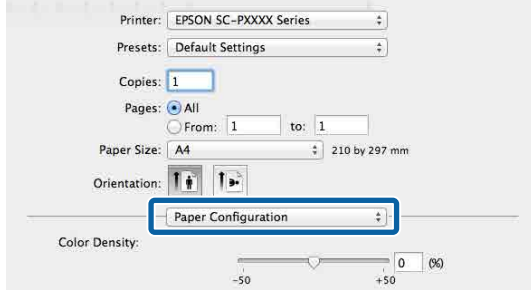 Printer: EPSON SC-PXXXX Series
Presets: Default Settings
Copies: 1
Pages: All
From: 1 to: 1
Paper Size: A4 210 by 297 mm
Orientation:
Paper Configuration
Color Density:
0 (%)
-50 +50